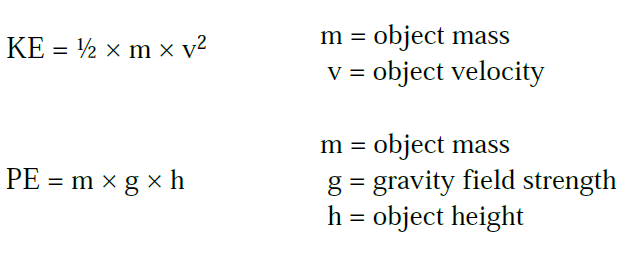 KE = ½ × m × v²
m = object mass
v = object velocity
PE = m × g × h
m = object mass
g = gravity field strength
h = object height